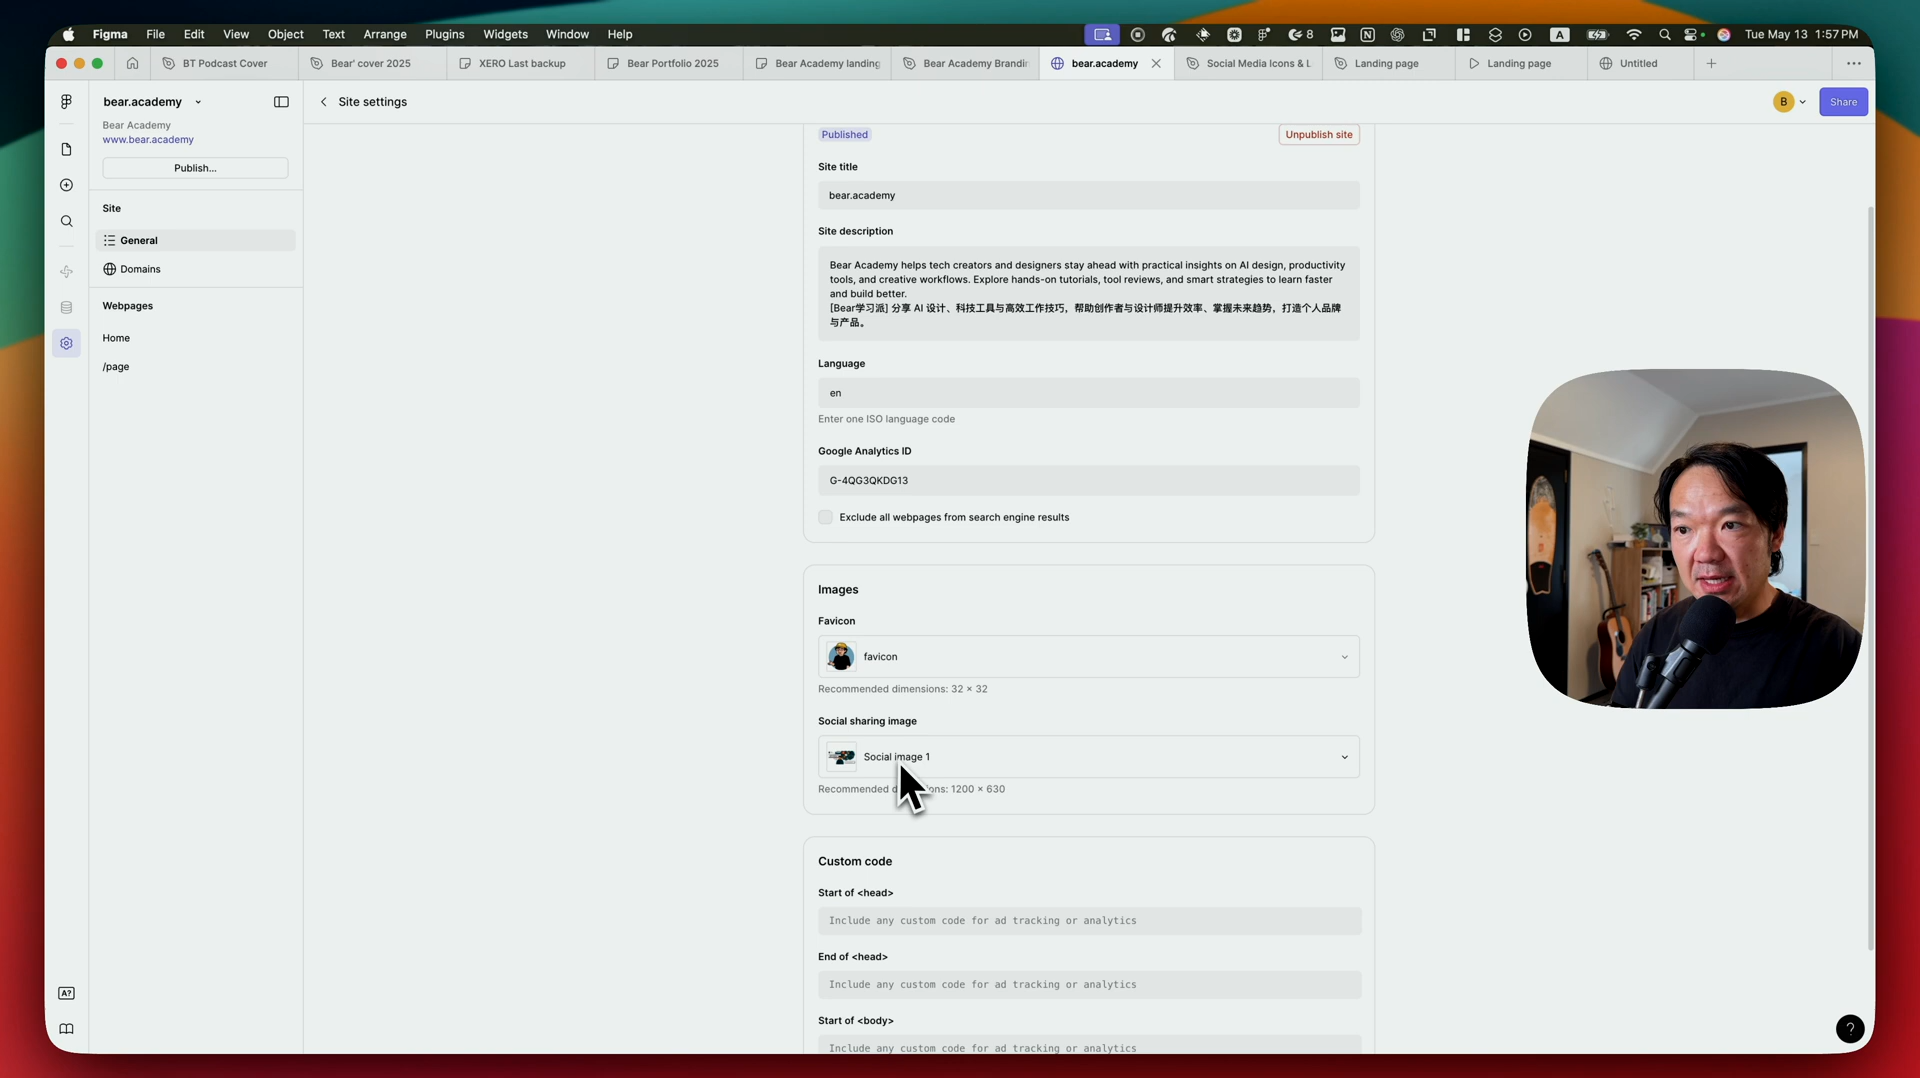 Figma File Edit View Object Text Arrange Plugins Widgets Window Help
8 A Tue May 13 1:57 PM
BT Podcast Cover Bear' cover 2025 XERO Last backup Bear Portfolio 2025 Bear Academy landing Bear Academy Brandin bear.academy Social Media Icons & L Landing page Landing page Untitled
bear.academy
Bear Academy
www.bear.academy
Publish...
Site
General
Domains
Webpages
Home
/page
A?
Site settings
B
Share
Published
Unpublish site
Site title
bear.academy
Site description
Bear Academy helps tech creators and designers stay ahead with practical insights on AI design, productivity
tools, and creative workflows. Explore hands-on tutorials, tool reviews, and smart strategies to learn faster
and build better.
[Bear学习派] 分享 AI 设计、科技工具与高效工作技巧，帮助创作者与设计师提升效率、掌握未来趋势，打造个人品牌
与产品。
Language
en
Enter one ISO language code
Google Analytics ID
G-4QG3QKDG13
Exclude all webpages from search engine results
Images
Favicon
favicon
Recommended dimensions: 32 × 32
Social sharing image
Social image 1
Recommended d ons: 1200 × 630
Custom code
Start of <head>
Include any custom code for ad tracking or analytics
End of <head>
Include any custom code for ad tracking or analytics
Start of <body>
Include any custom code for ad tracking or analytics
?